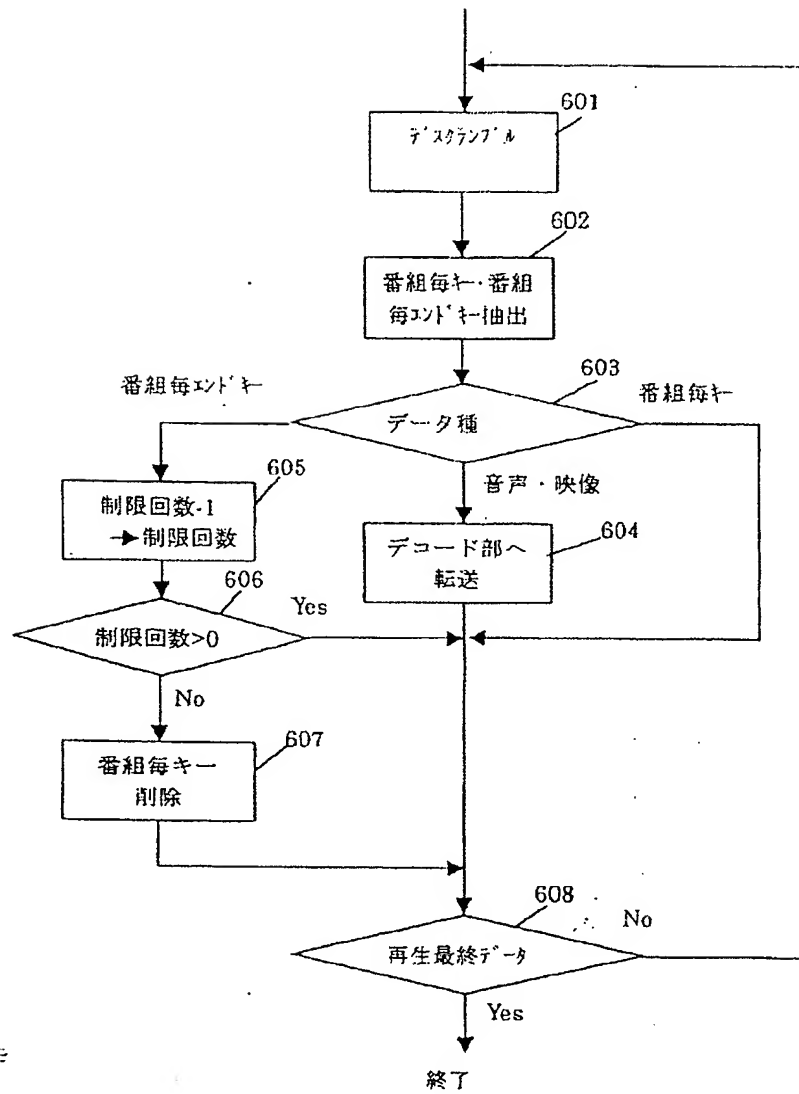 601
ﾃﾞｽｸﾗﾝﾌﾞﾙ
602
番組毎キー・番組
毎ｴﾝﾄﾞｷｰ抽出
603
番組毎ｴﾝﾄﾞｷｰ
番組毎ｷｰ
データ種
605
音声・映像
制限回数-1
→制限回数
604
デコード部へ
転送
606
Yes
制限回数>0
No
607
番組毎キー
削除
608
No
再生最終ﾃﾞｰﾀ
Yes
終了